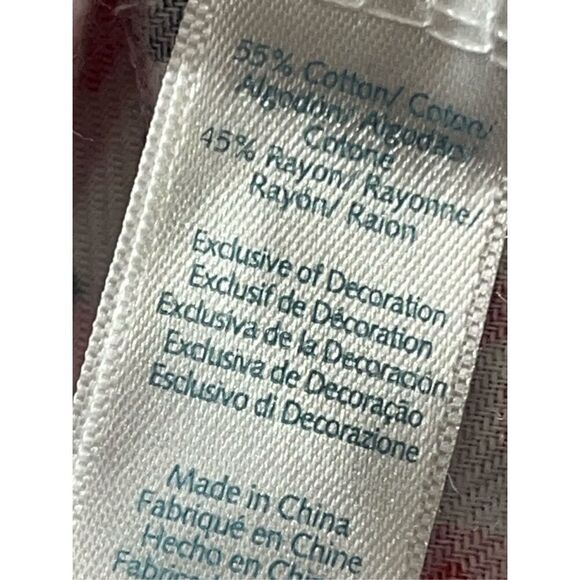 55% Cotton/ Coton/
Algodón/ Algodão/
Cotone
45% Rayon/ Rayonne/
Rayón/ Raion
Exclusive of Decoration
Exclusif de Décoration
Exclusiva de la Decoración
Exclusiva de Decoração
Esclusivo di Decorazione
Made in China
Fabriqué en Chine
Hecho en China